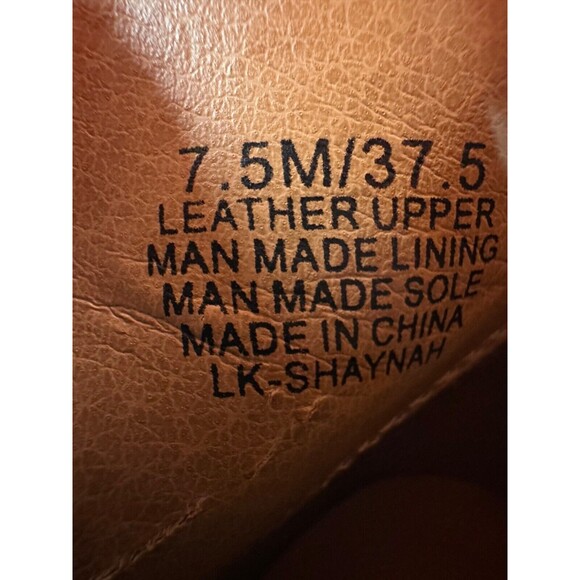 7.5M/37.5
LEATHER UPPER
MAN MADE LINING
MAN MADE SOLE
MADE IN CHINA
LK-SHAYNAH